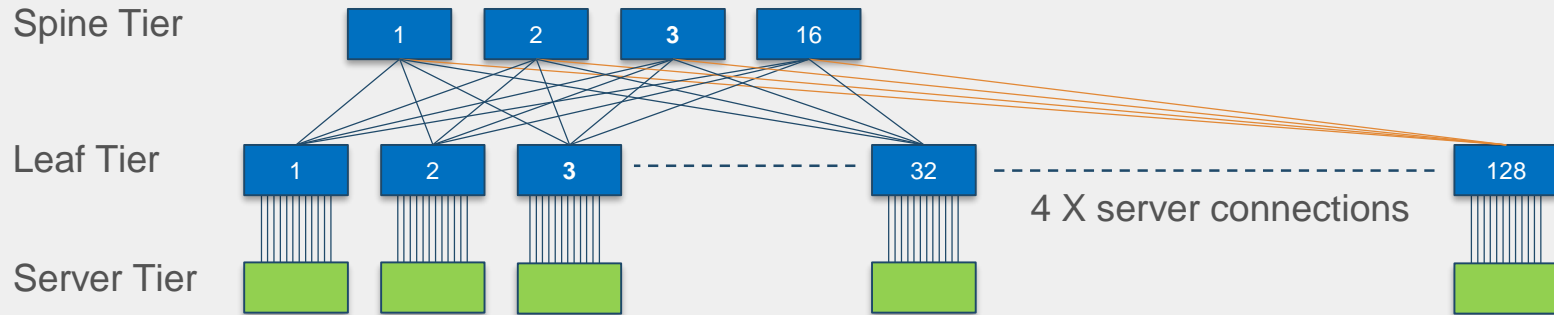 Spine Tier
1
2
3
16
Leaf Tier
1
2
3
32
128
4 X server connections
Server Tier